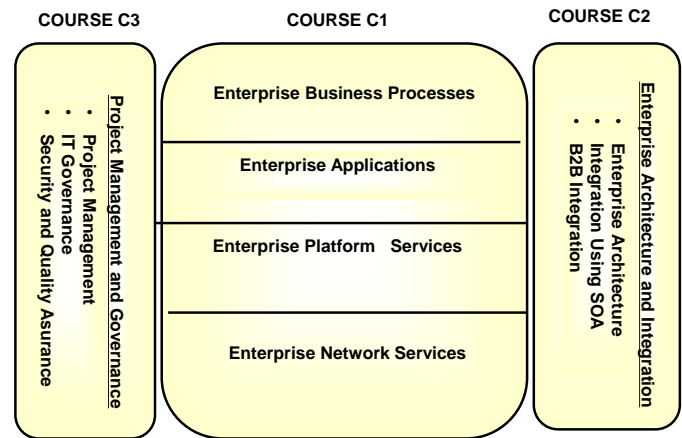 COURSE C3
COURSE C1
COURSE C2
Project Management and Governance
• Project Management
• IT Governance
• Security and Quality Asurance
Enterprise Business Processes
Enterprise Applications
Enterprise Platform Services
Enterprise Network Services
Enterprise Architecture and Integration
• Enterprise Architecture
• Integration Using SOA
• B2B Integration